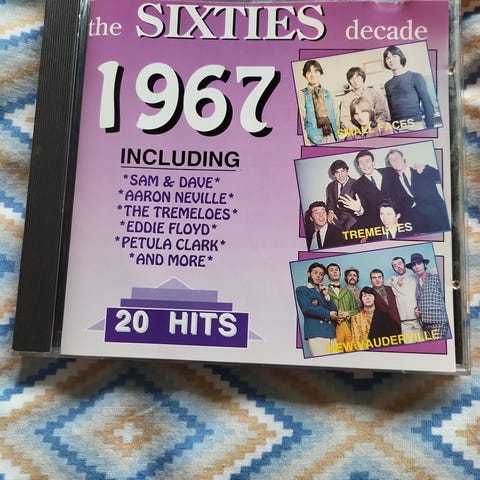 the SIXTIES decade
1967
INCLUDING
*SAM & DAVE*
*AARON NEVILLE*
*THE TREMELOES*
*EDDIE FLOYD*
*PETULA CLARK*
*AND MORE*
20 HITS
SMALL FACES
TREMELOES
NEW VAUDERVILLE